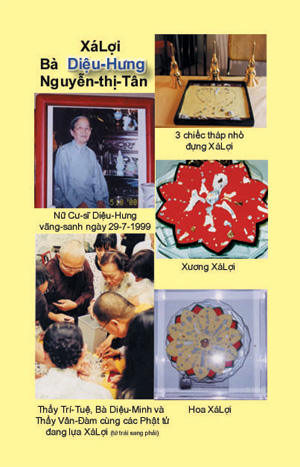 XáLợi
Bà Diệu-Hưng
Nguyễn-thị-Tân
3 chiếc tháp nhỏ
đựng XáLợi
Nữ Cư-sĩ Diệu-Hưng
vãng-sanh ngày 29-7-1999
Xương XáLợi
Thầy Trí-Tuệ, Bà Diệu-Minh và
Thầy Vân-Đàm cùng các Phật tử
đang lựa XáLợi (từ trái sang phải)
Hoa XáLợi